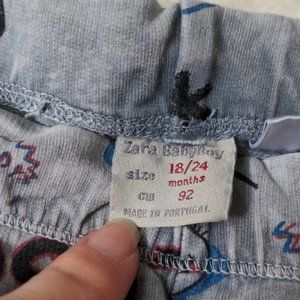 Zara BabyBoy
size 18/24
months
cm 92
MADE IN PORTUGAL